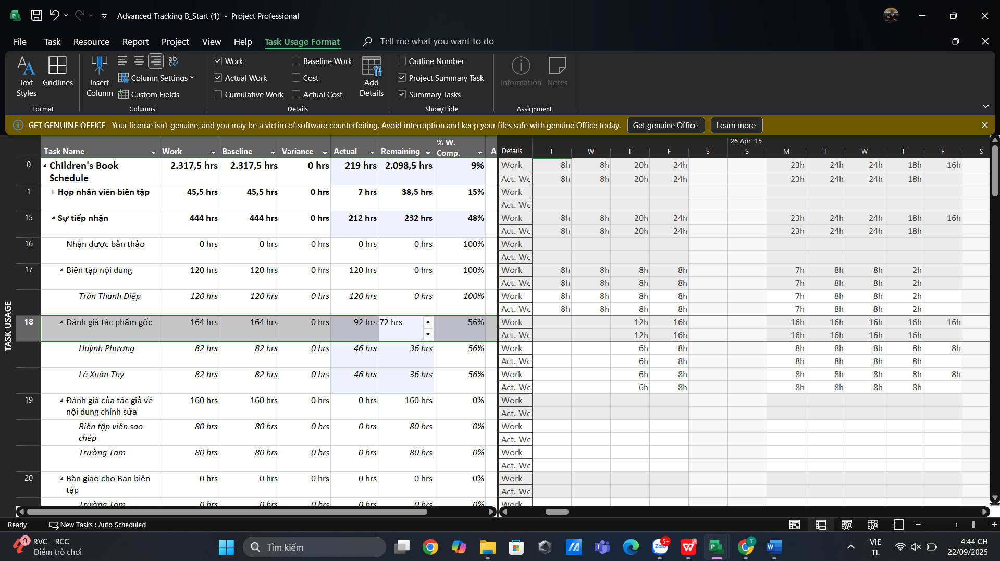 Advanced Tracking B_Start (1) - Project Professional
File Task Resource Report Project View Help Task Usage Format Tell me what you want to do
Text Styles
Gridlines
Format
Insert Column
Column Settings
Custom Fields
Columns
Work
Actual Work
Cumulative Work
Baseline Work
Cost
Actual Cost
Add Details
Details
Outline Number
Project Summary Task
Summary Tasks
Show/Hide
Information
Notes
Assignment
GET GENUINE OFFICE Your license isn't genuine, and you may be a victim of software counterfeiting. Avoid interruption and keep your files safe with genuine Office today. Get genuine Office Learn more
TASK USAGE
Task Name Work Baseline Variance Actual Remaining % W. Comp. A
0 Children's Book Schedule 2.317,5 hrs 2.317,5 hrs 0 hrs 219 hrs 2.098,5 hrs 9%
1 Họp nhân viên biên tập 45,5 hrs 45,5 hrs 0 hrs 7 hrs 38,5 hrs 15%
15 Sự tiếp nhận 444 hrs 444 hrs 0 hrs 212 hrs 232 hrs 48%
16 Nhận được bản thảo 0 hrs 0 hrs 0 hrs 0 hrs 0 hrs 100%
17 Biên tập nội dung 120 hrs 120 hrs 0 hrs 120 hrs 0 hrs 100%
Trần Thanh Điệp 120 hrs 120 hrs 0 hrs 120 hrs 0 hrs 100%
18 Đánh giá tác phẩm gốc 164 hrs 164 hrs 0 hrs 92 hrs 72 hrs 56%
Huỳnh Phương 82 hrs 82 hrs 0 hrs 46 hrs 36 hrs 56%
Lê Xuân Thy 82 hrs 82 hrs 0 hrs 46 hrs 36 hrs 56%
19 Đánh giá của tác giả về nội dung chỉnh sửa 160 hrs 160 hrs 0 hrs 0 hrs 160 hrs 0%
Biên tập viên sao chép 80 hrs 80 hrs 0 hrs 0 hrs 80 hrs 0%
Trường Tam 80 hrs 80 hrs 0 hrs 0 hrs 80 hrs 0%
20 Bàn giao cho Ban biên tập 0 hrs 0 hrs 0 hrs 0 hrs 0 hrs 0%
Trường Tam 0 hrs 0 hrs 0 hrs 0 hrs 0 hrs 0%
26 Apr '15
Details T W T F S S M T W T F S
Work 8h 8h 20h 24h 23h 24h 24h 18h 16h
Act. Wc 8h 8h 20h 24h 23h 24h 24h 18h
Work
Act. Wc
Work 8h 8h 20h 24h 23h 24h 24h 18h 16h
Act. Wc 8h 8h 20h 24h 23h 24h 24h 18h
Work
Act. Wc
Work 8h 8h 8h 8h 7h 8h 8h 2h
Act. Wc 8h 8h 8h 8h 7h 8h 8h 2h
Work 8h 8h 8h 8h 7h 8h 8h 2h
Act. Wc 8h 8h 8h 8h 7h 8h 8h 2h
Work 12h 16h 16h 16h 16h 16h 16h
Act. Wc 12h 16h 16h 16h 16h 16h
Work 6h 8h 8h 8h 8h 8h 8h
Act. Wc 6h 8h 8h 8h 8h 8h
Work 6h 8h 8h 8h 8h 8h 8h
Act. Wc 6h 8h 8h 8h 8h 8h
Work
Act. Wc
Work
Act. Wc
Work
Act. Wc
Work
Act. Wc
Work
Ready New Tasks : Auto Scheduled
9 RVC - RCC
Điểm trò chơi
Tìm kiếm
5+
VIE
TL
4:44 CH
22/09/2025